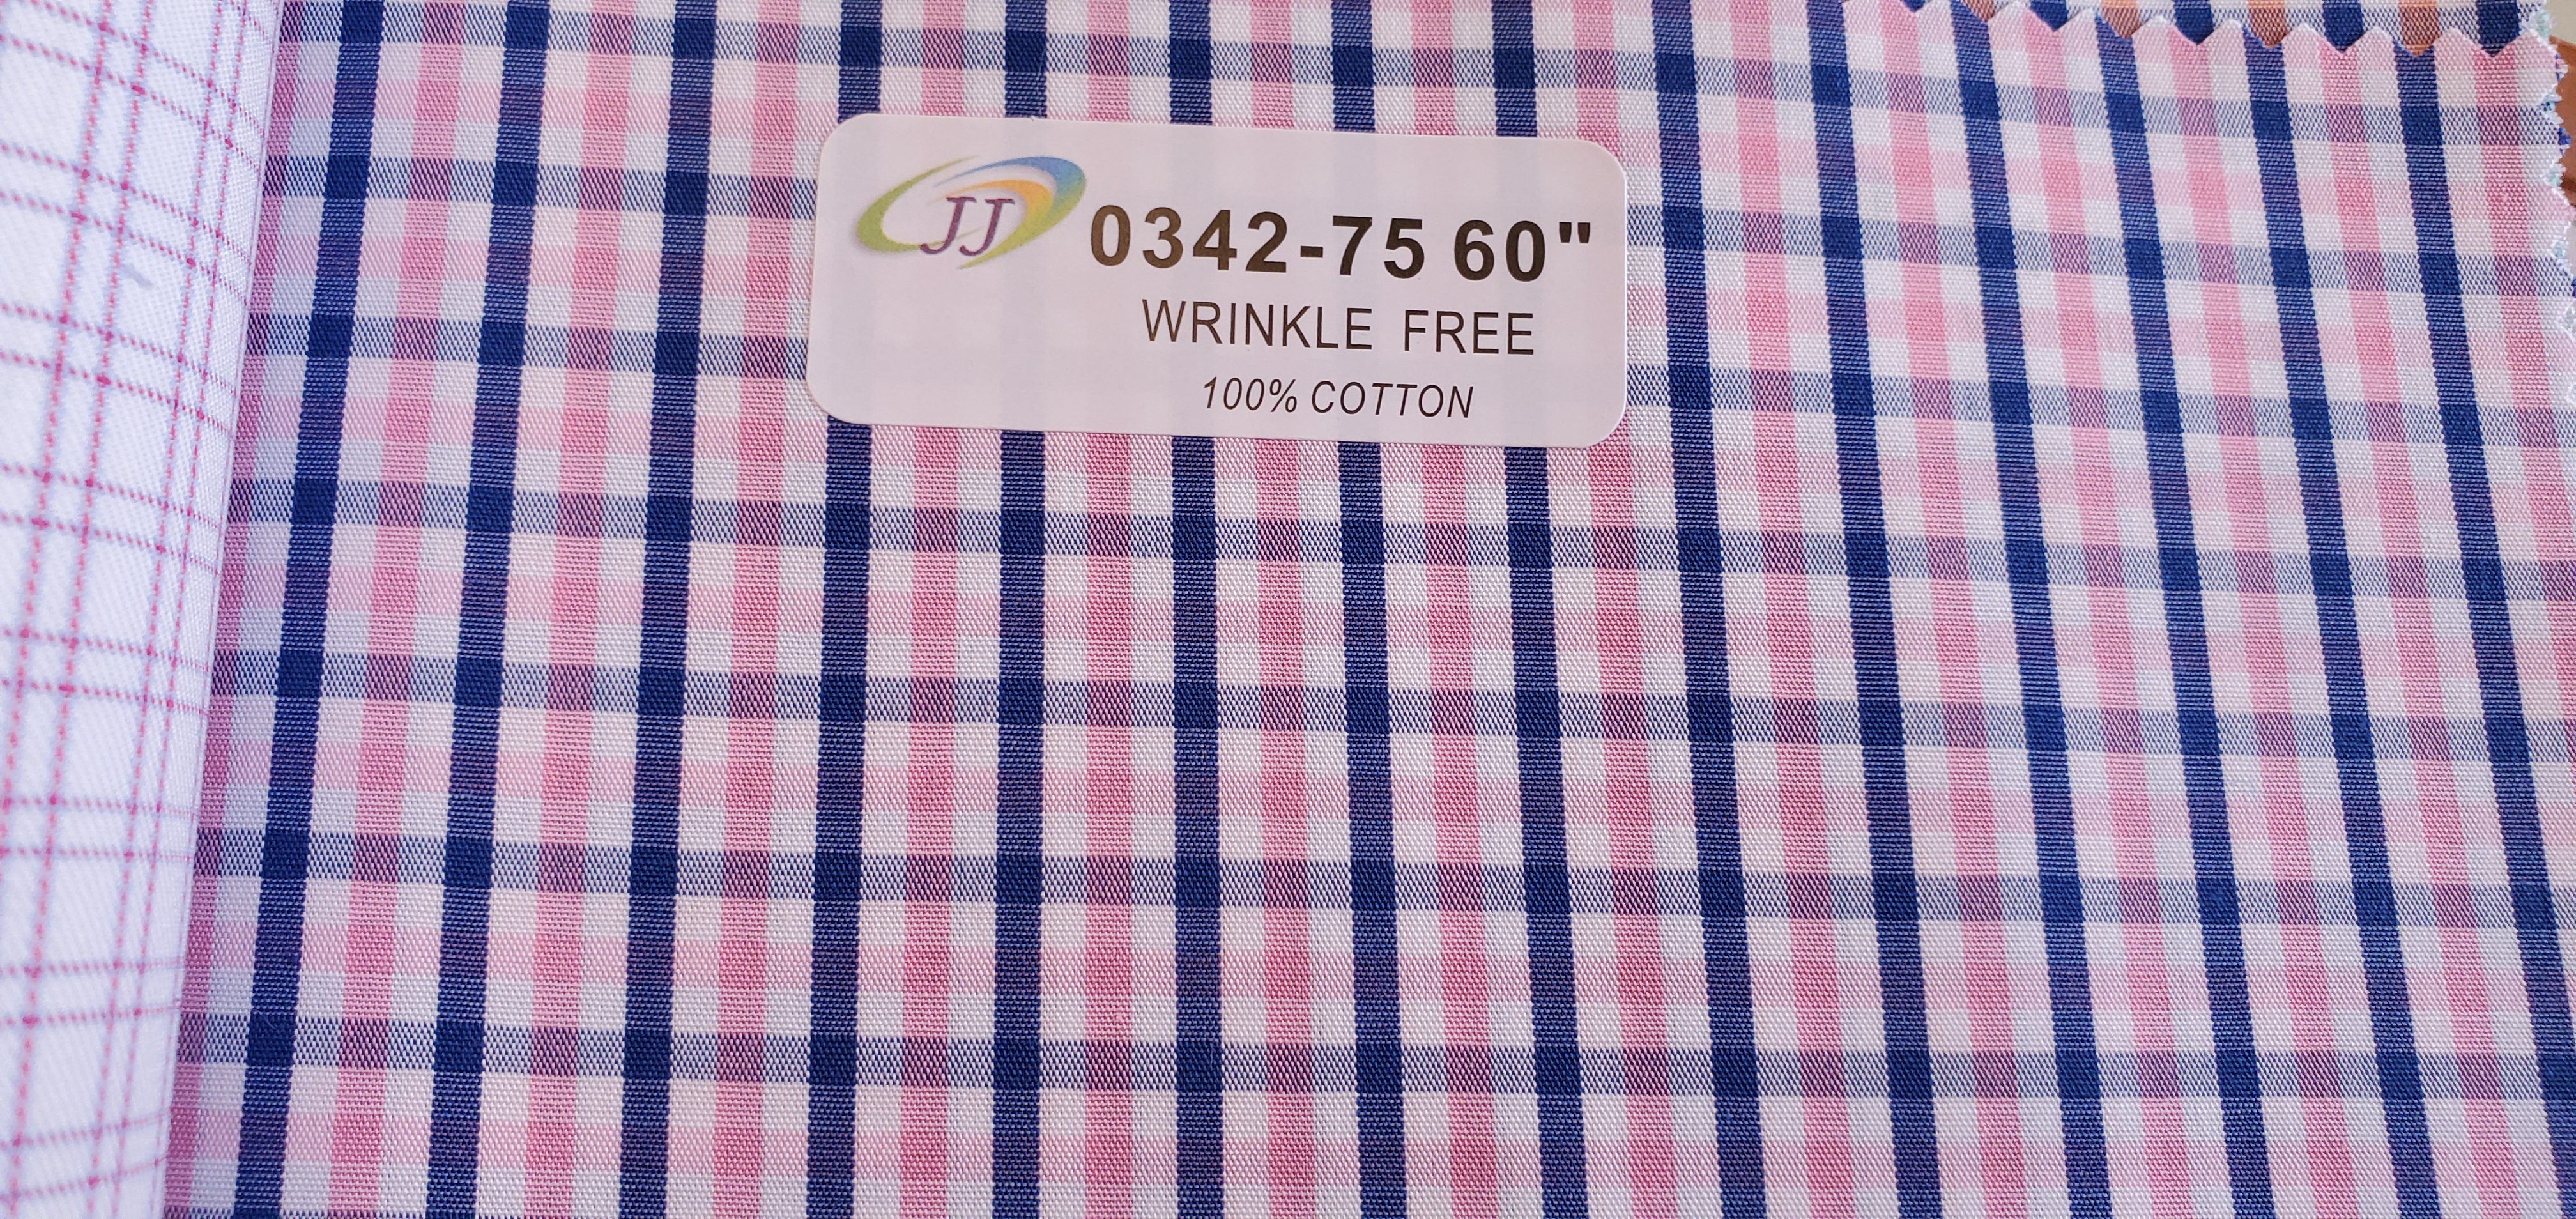 JJ
0342-75 60"
WRINKLE FREE
100% COTTON